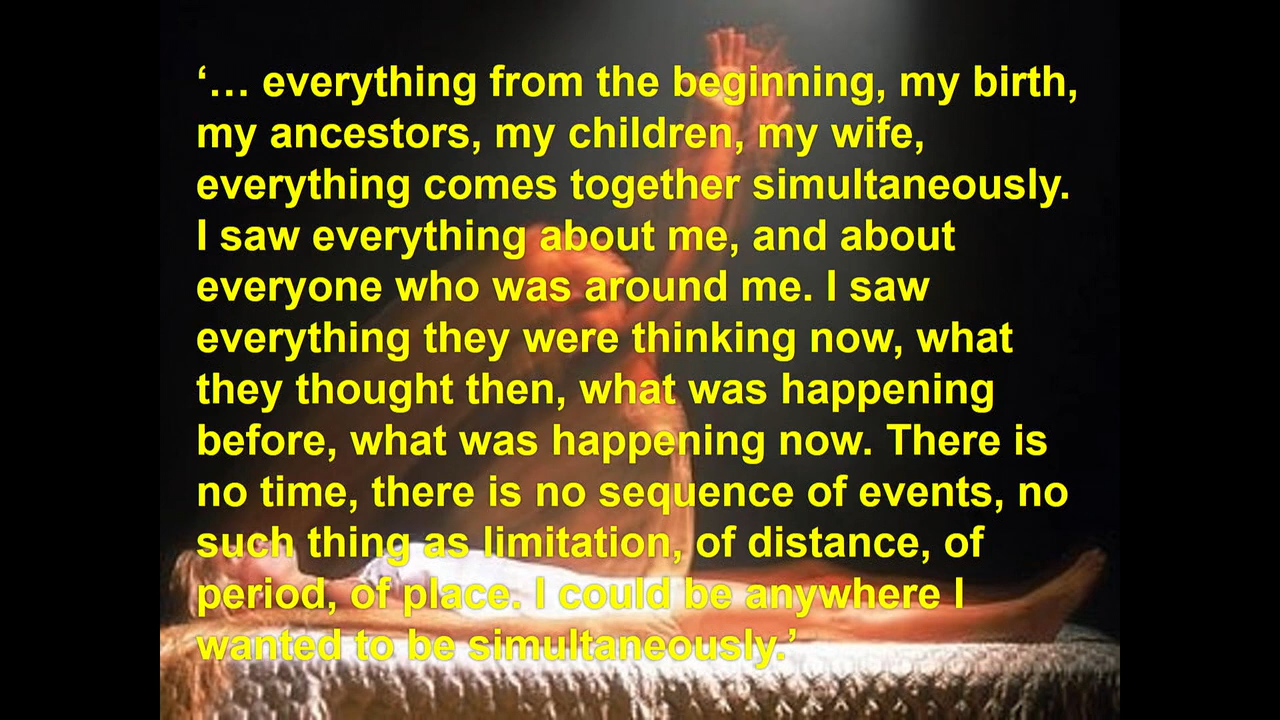 ‘… everything from the beginning, my birth,
my ancestors, my children, my wife,
everything comes together simultaneously.
I saw everything about me, and about
everyone who was around me. I saw
everything they were thinking now, what
they thought then, what was happening
before, what was happening now. There is
no time, there is no sequence of events, no
such thing as limitation, of distance, of
period, of place. I could be anywhere I
wanted to be simultaneously.’